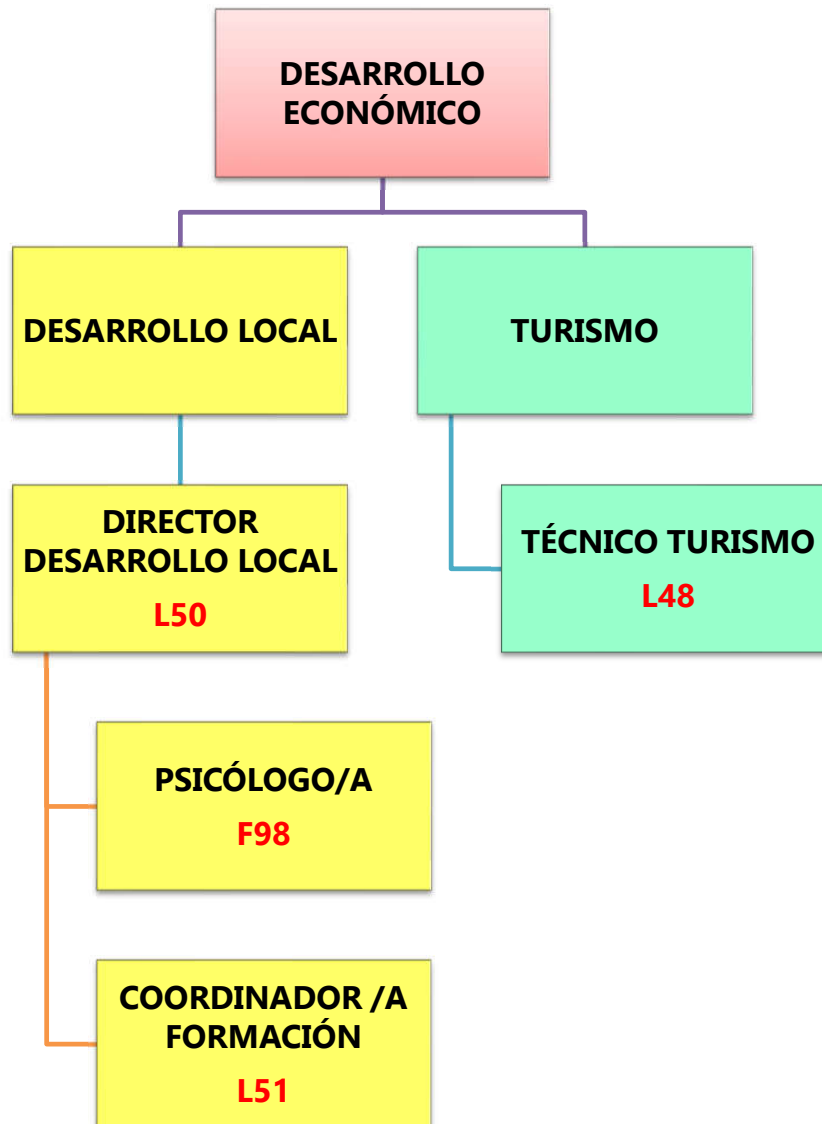 DESARROLLO
ECONÓMICO
DESARROLLO LOCAL
TURISMO
DIRECTOR
DESARROLLO LOCAL
L50
TÉCNICO TURISMO
L48
PSICÓLOGO/A
F98
COORDINADOR /A
FORMACIÓN
L51